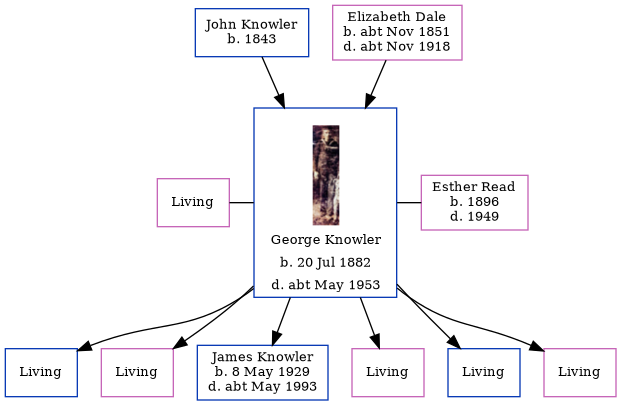 John Knowler
b. 1843
Elizabeth Dale
b. abt Nov 1851
d. abt Nov 1918
Living
George Knowler
b. 20 Jul 1882
d. abt May 1953
Esther Read
b. 1896
d. 1949
Living
Living
James Knowler
b. 8 May 1929
d. abt May 1993
Living
Living
Living